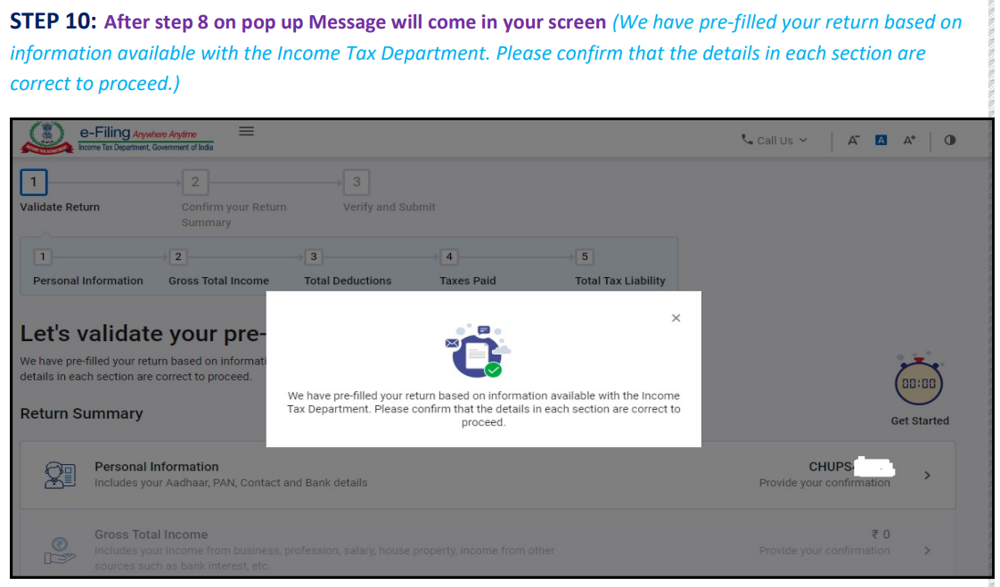 STEP 10: After step 8 on pop up Message will come in your screen (We have pre-filled your return based on
information available with the Income Tax Department. Please confirm that the details in each section are
correct to proceed.)
e-Filing Anywhere Anytime
Income Tax Department, Government of India
Call Us
A- A A+
1 2 3
Validate Return Confirm your Return Verify and Submit
Summary
1 2 3 4 5
Personal Information Gross Total Income Total Deductions Taxes Paid Total Tax Liability
Let's validate your pre-
We have pre-filled your return based on informati
details in each section are correct to proceed.
We have pre-filled your return based on information available with the Income
Tax Department. Please confirm that the details in each section are correct to
proceed.
00:00
Get Started
Return Summary
Personal Information CHUPS
Includes your Aadhaar, PAN, Contact and Bank details Provide your confirmation
Gross Total Income ₹ 0
Includes your income from business, profession, salary, house property, income from other Provide your confirmation
sources such as bank interest, etc.